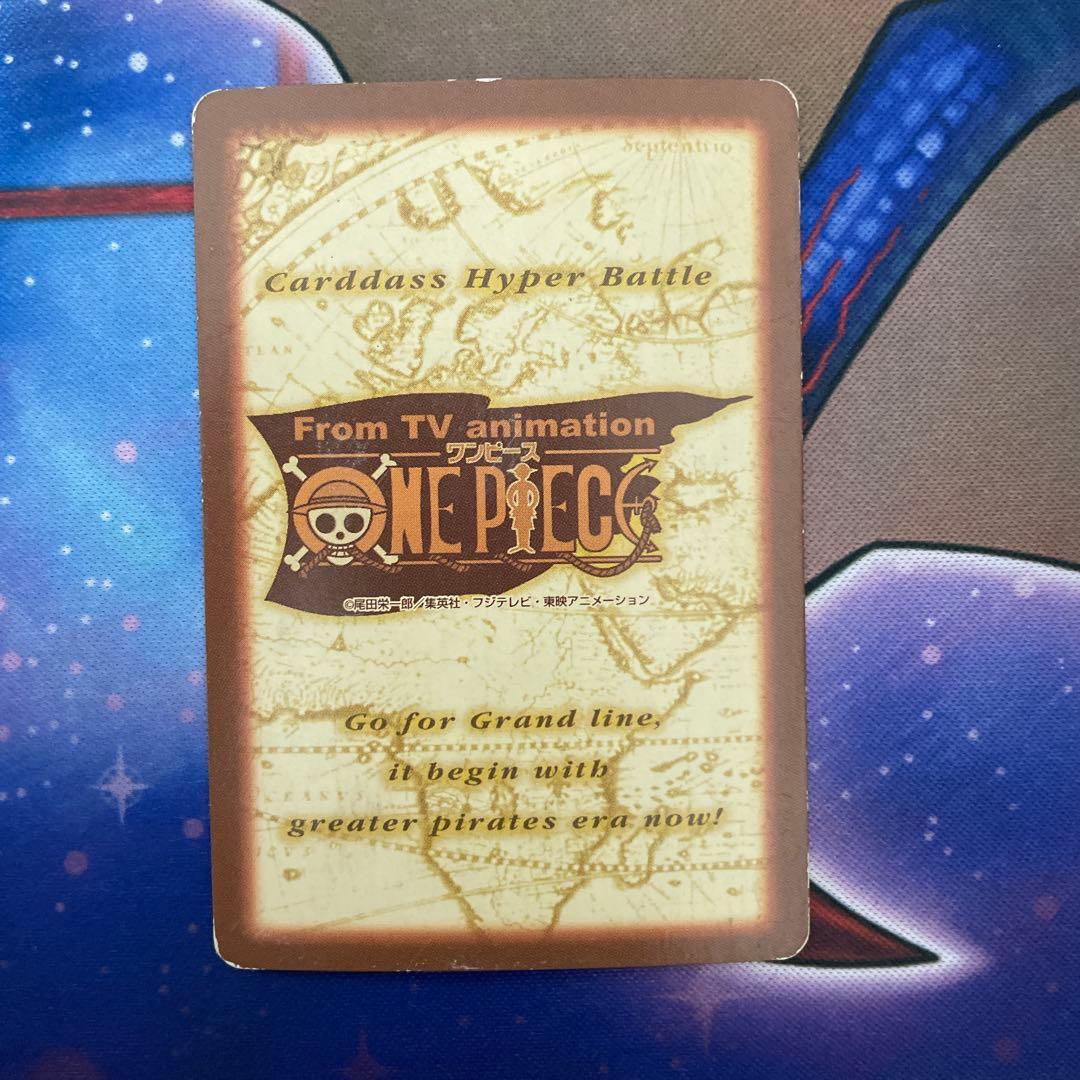 Septentrio
Carddass Hyper Battle
From TV animation
ワンピース
ONE PIECE
©尾田栄一郎／集英社・フジテレビ・東映アニメーション
Go for Grand line,
it begin with
greater pirates era now!